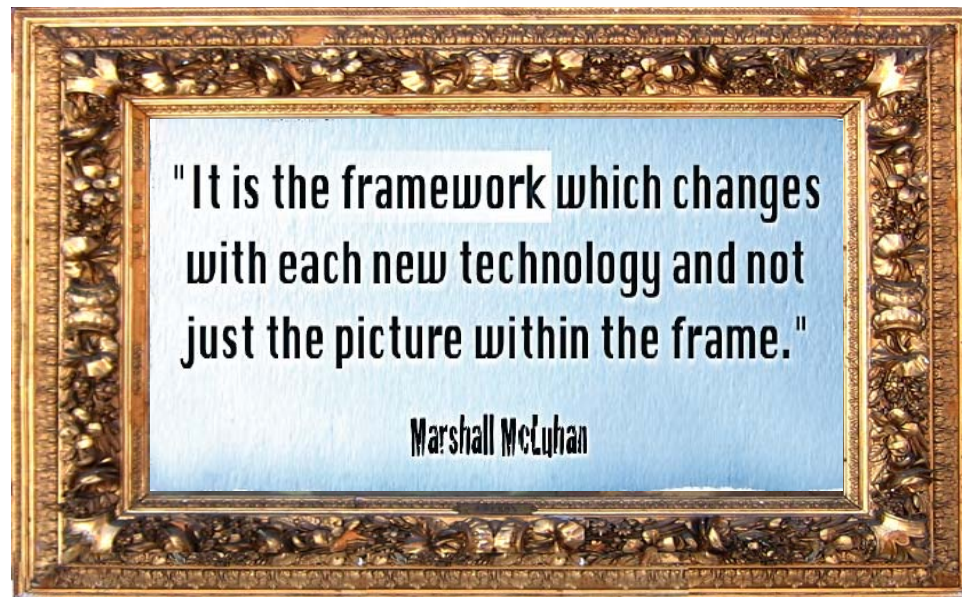 "It is the framework which changes
with each new technology and not
just the picture within the frame."
Marshall McLuhan